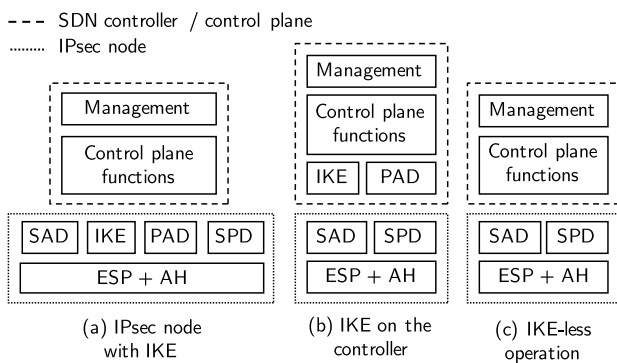 SDN controller / control plane
IPsec node
Management
Control plane
functions
SAD IKE PAD SPD
ESP + AH
(a) IPsec node
with IKE
Management
Control plane
functions
IKE PAD
SAD SPD
ESP + AH
(b) IKE on the
controller
Management
Control plane
functions
SAD SPD
ESP + AH
(c) IKE-less
operation